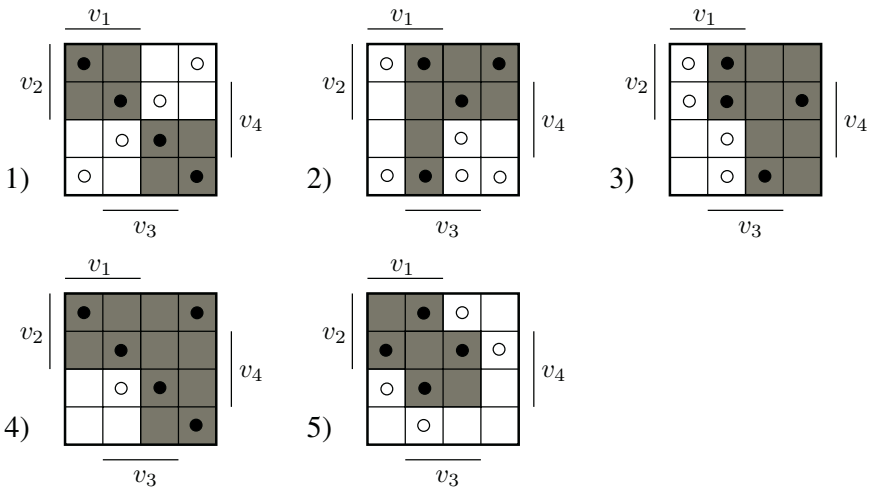 v₁ v₁ v₁
v₂ v₂ v₂
v₄ v₄ v₄
1) 2) 3)
v₃ v₃ v₃
v₁ v₁
v₂ v₂
v₄ v₄
4) 5)
v₃ v₃